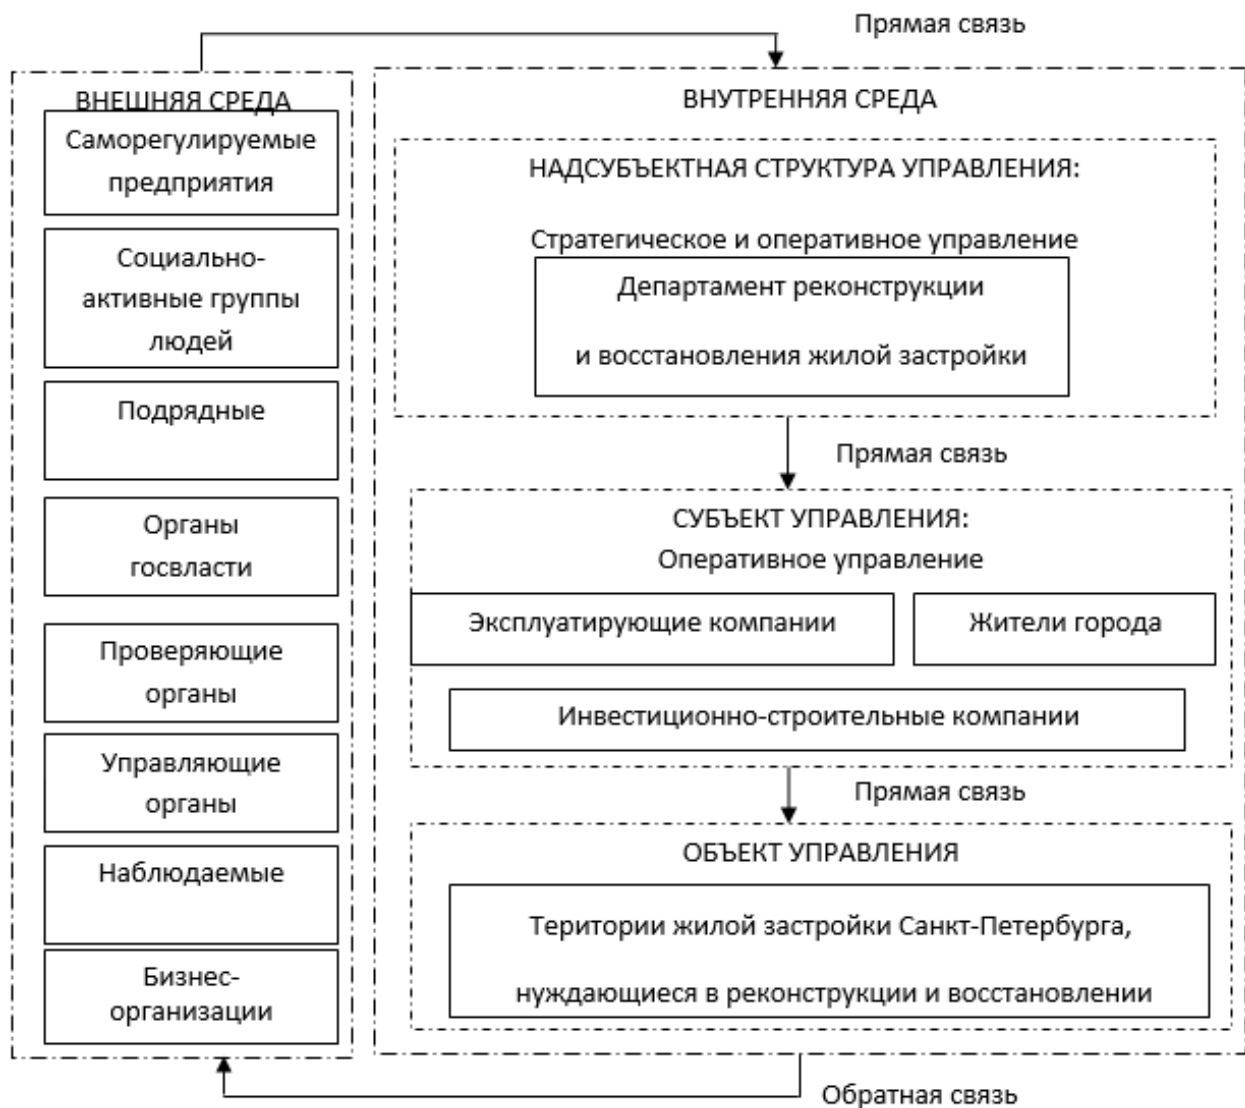 Прямая связь
ВНЕШНЯЯ СРЕДА
Саморегулируемые
предприятия
Социально-
активные группы
людей
Подрядные
Органы
госвласти
Проверяющие
органы
Управляющие
органы
Наблюдаемые
Бизнес-
организации
ВНУТРЕННЯЯ СРЕДА
НАДСУБЪЕКТНАЯ СТРУКТУРА УПРАВЛЕНИЯ:
Стратегическое и оперативное управление
Департамент реконструкции
и восстановления жилой застройки
Прямая связь
СУБЪЕКТ УПРАВЛЕНИЯ:
Оперативное управление
Эксплуатирующие компании
Жители города
Инвестиционно-строительные компании
Прямая связь
ОБЪЕКТ УПРАВЛЕНИЯ
Територии жилой застройки Санкт-Петербурга,
нуждающиеся в реконструкции и восстановлении
Обратная связь